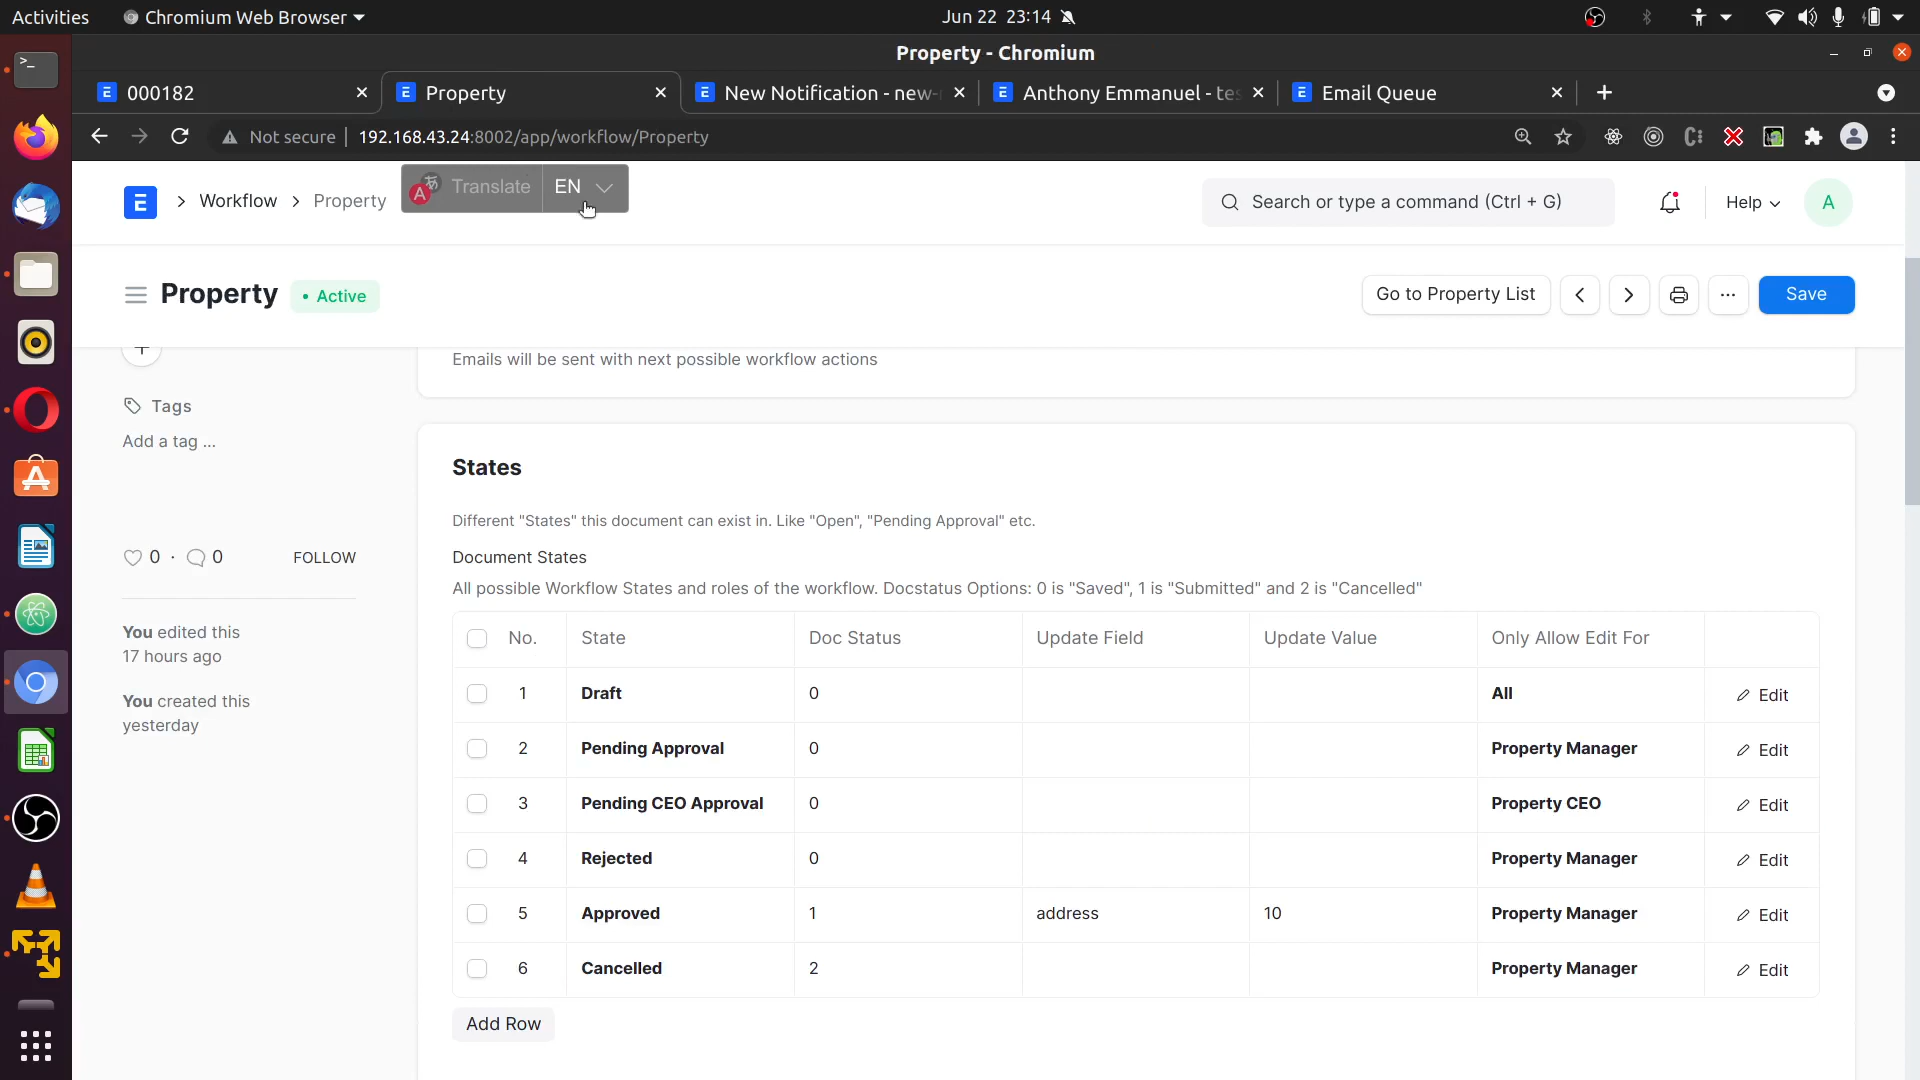 Activities
Chromium Web Browser
Jun 22 23:14
Property - Chromium
000182
Property
New Notification - new-
Anthony Emmanuel - tes
Email Queue
Not secure
192.168.43.24:8002/app/workflow/Property
Workflow
Property
Translate
EN
Search or type a command (Ctrl + G)
Help
A
Property
Active
Go to Property List
Save
Emails will be sent with next possible workflow actions
Tags
Add a tag ...
0 · 0
FOLLOW
You edited this
17 hours ago
You created this
yesterday
States
Different "States" this document can exist in. Like "Open", "Pending Approval" etc.
Document States
All possible Workflow States and roles of the workflow. Docstatus Options: 0 is "Saved", 1 is "Submitted" and 2 is "Cancelled"
No. State Doc Status Update Field Update Value Only Allow Edit For
1 Draft 0 All Edit
2 Pending Approval 0 Property Manager Edit
3 Pending CEO Approval 0 Property CEO Edit
4 Rejected 0 Property Manager Edit
5 Approved 1 address 10 Property Manager Edit
6 Cancelled 2 Property Manager Edit
Add Row